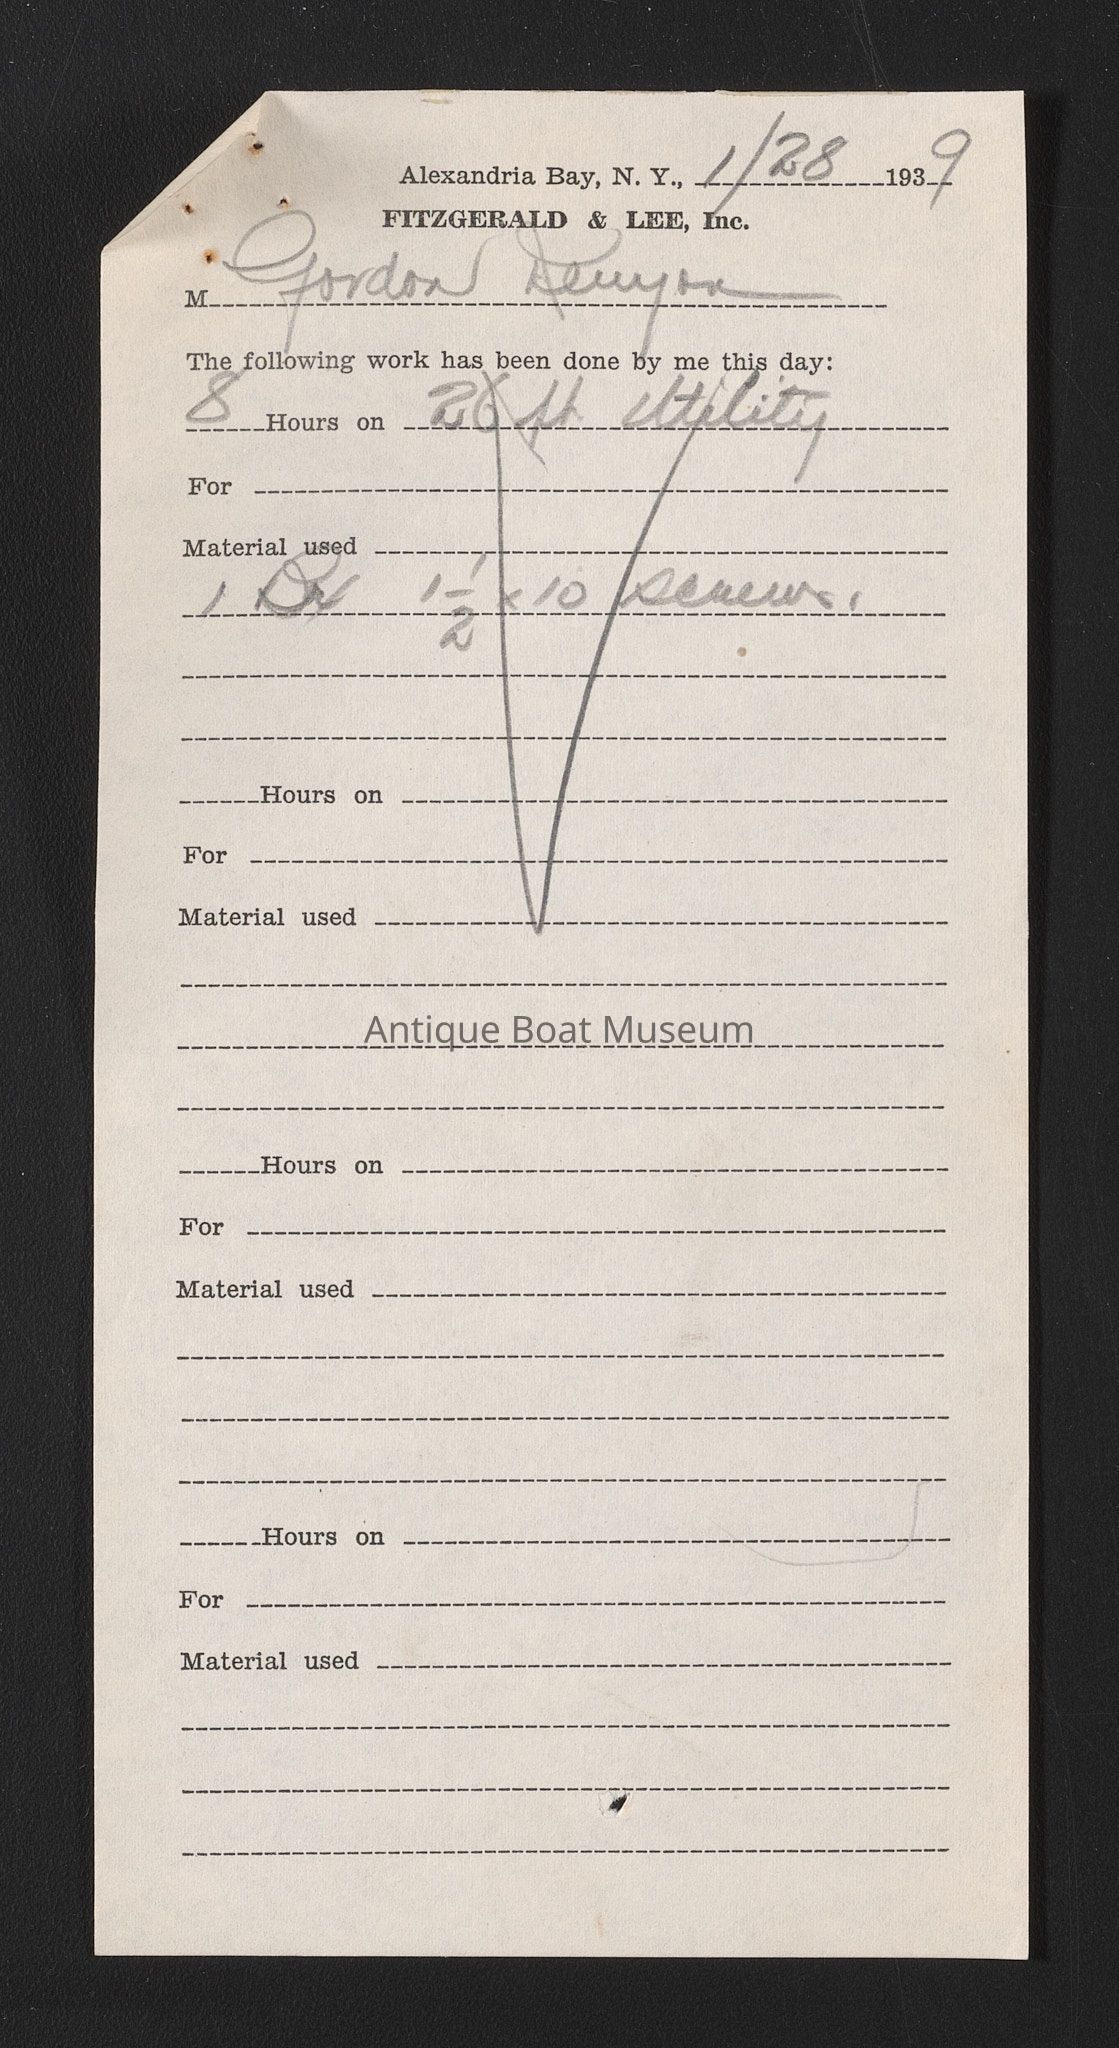 Alexandria Bay, N. Y., 1/28 1939
FITZGERALD & LEE, Inc.
M Gordon Kenyon
The following work has been done by me this day:
8 Hours on 26 ft Utility
For
Material used
1 Bx 1 1/2 x 10 screws.
Hours on
For
Material used
Antique Boat Museum
Hours on
For
Material used
Hours on
For
Material used